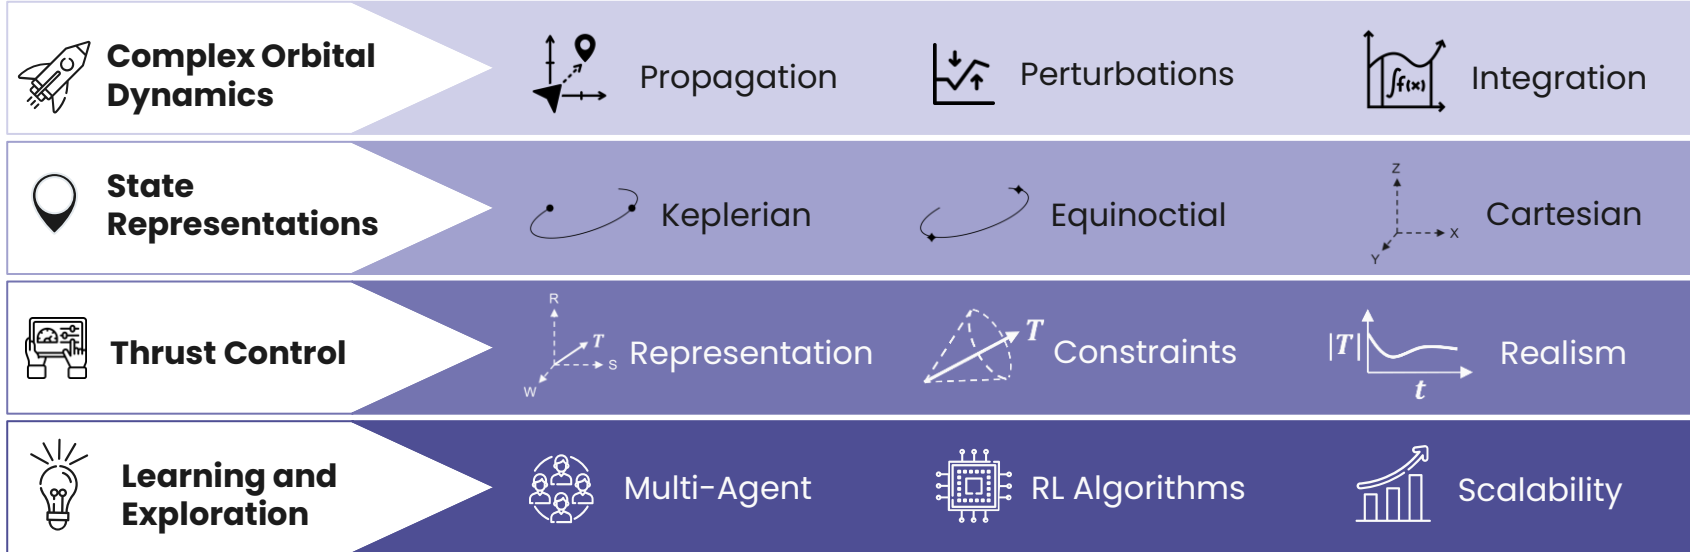 Complex Orbital
Dynamics
Propagation
Perturbations
∫f(x)
Integration
State
Representations
Keplerian
Equinoctial
Z
X
Y
Cartesian
Thrust Control
R
T
S
W
Representation
T
Constraints
|T|
t
Realism
Learning and
Exploration
Multi-Agent
RL Algorithms
Scalability